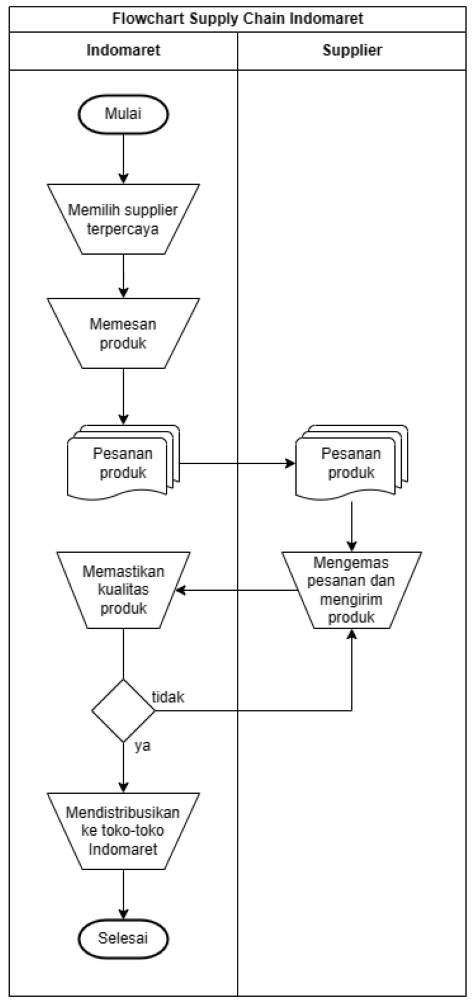 Flowchart Supply Chain Indomaret
Indomaret
Supplier
Mulai
Memilih supplier
terpercaya
Memesan
produk
Pesanan
produk
Pesanan
produk
Mengemas
pesanan dan
mengirim
produk
Memastikan
kualitas
produk
tidak
ya
Mendistribusikan
ke toko-toko
Indomaret
Selesai